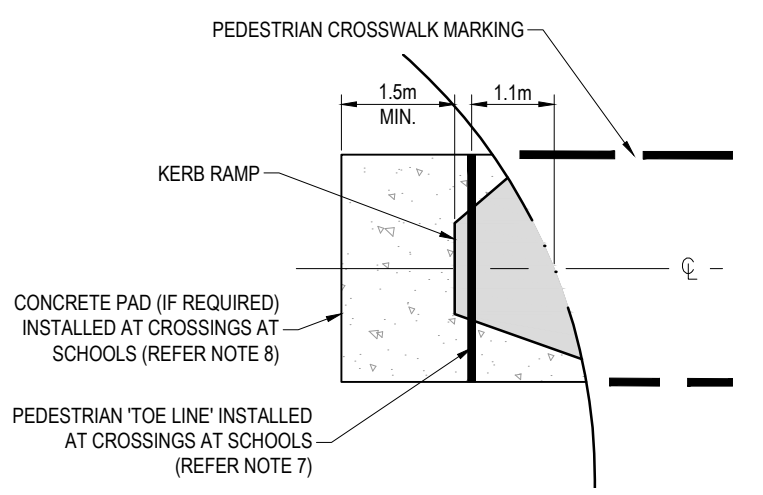 PEDESTRIAN CROSSWALK MARKING
1.5m
MIN.
1.1m
KERB RAMP
℄
CONCRETE PAD (IF REQUIRED)
INSTALLED AT CROSSINGS AT
SCHOOLS (REFER NOTE 8)
PEDESTRIAN 'TOE LINE' INSTALLED
AT CROSSINGS AT SCHOOLS
(REFER NOTE 7)